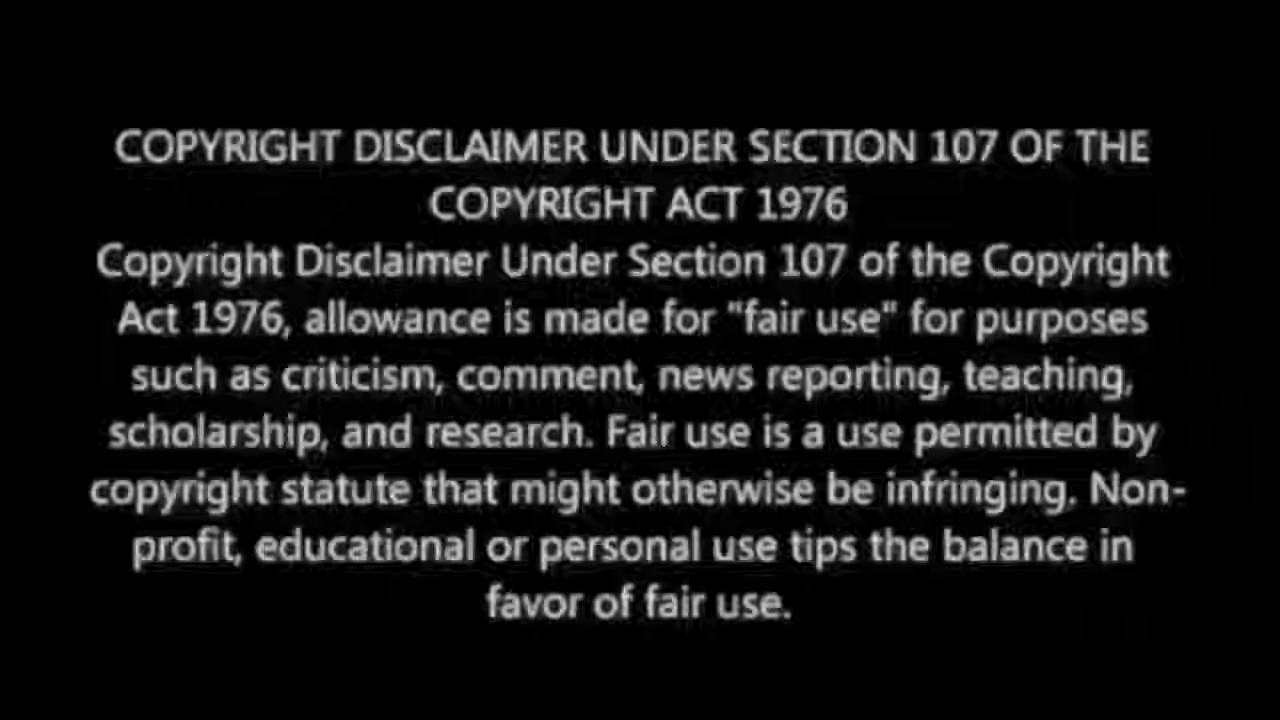 COPYRIGHT DISCLAIMER UNDER SECTION 107 OF THE
COPYRIGHT ACT 1976
Copyright Disclaimer Under Section 107 of the Copyright
Act 1976, allowance is made for "fair use" for purposes
such as criticism, comment, news reporting, teaching,
scholarship, and research. Fair use is a use permitted by
copyright statute that might otherwise be infringing. Non-
profit, educational or personal use tips the balance in
favor of fair use.